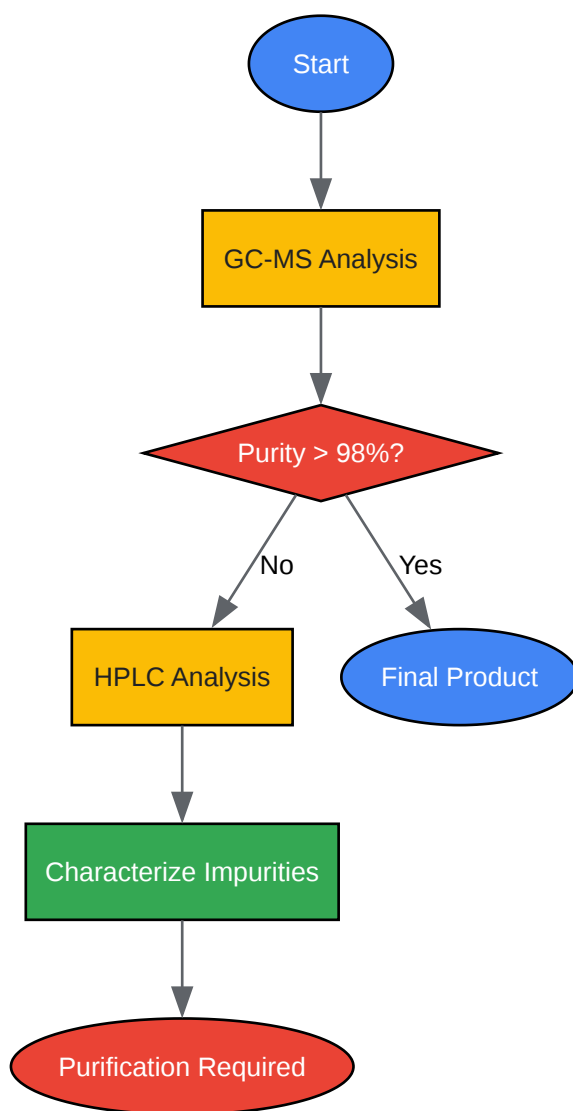 Start
GC-MS Analysis
Purity > 98%?
No
Yes
HPLC Analysis
Final Product
Characterize Impurities
Purification Required